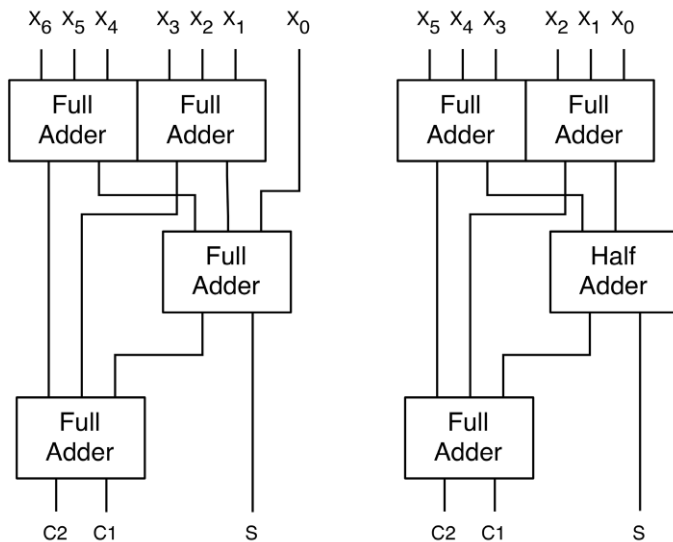 X6 X5 X4 X3 X2 X1 X0 X5 X4 X3 X2 X1 X0
Full Adder
Full Adder
Full Adder
Full Adder
Full Adder
Half Adder
Full Adder
Full Adder
C2 C1 S C2 C1 S